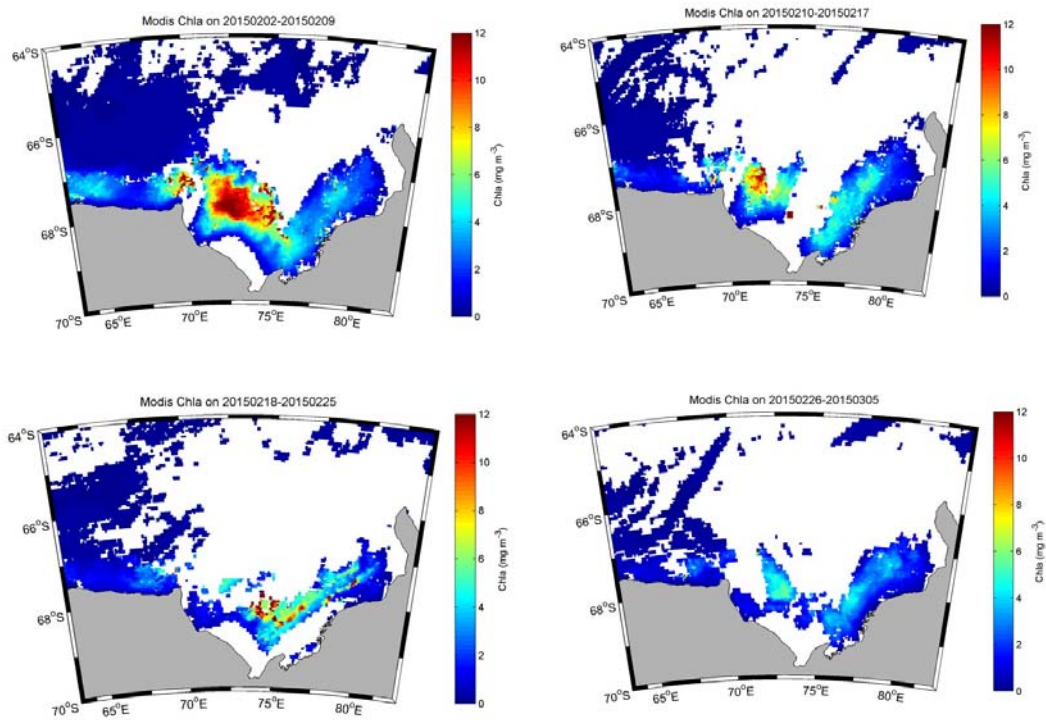 Modis Chla on 20150202-20150209
64°S
66°S
68°S
70°S
65°E
70°E
75°E
80°E
12
10
8
6
4
2
0
Chla (mg m⁻³)
Modis Chla on 20150210-20150217
64°S
66°S
68°S
70°S
65°E
70°E
75°E
80°E
12
10
8
6
4
2
0
Chla (mg m⁻³)
Modis Chla on 20150218-20150225
64°S
66°S
68°S
70°S
65°E
70°E
75°E
80°E
12
10
8
6
4
2
0
Chla (mg m⁻³)
Modis Chla on 20150226-20150305
64°S
66°S
68°S
70°S
65°E
70°E
75°E
80°E
12
10
8
6
4
2
0
Chla (mg m⁻³)